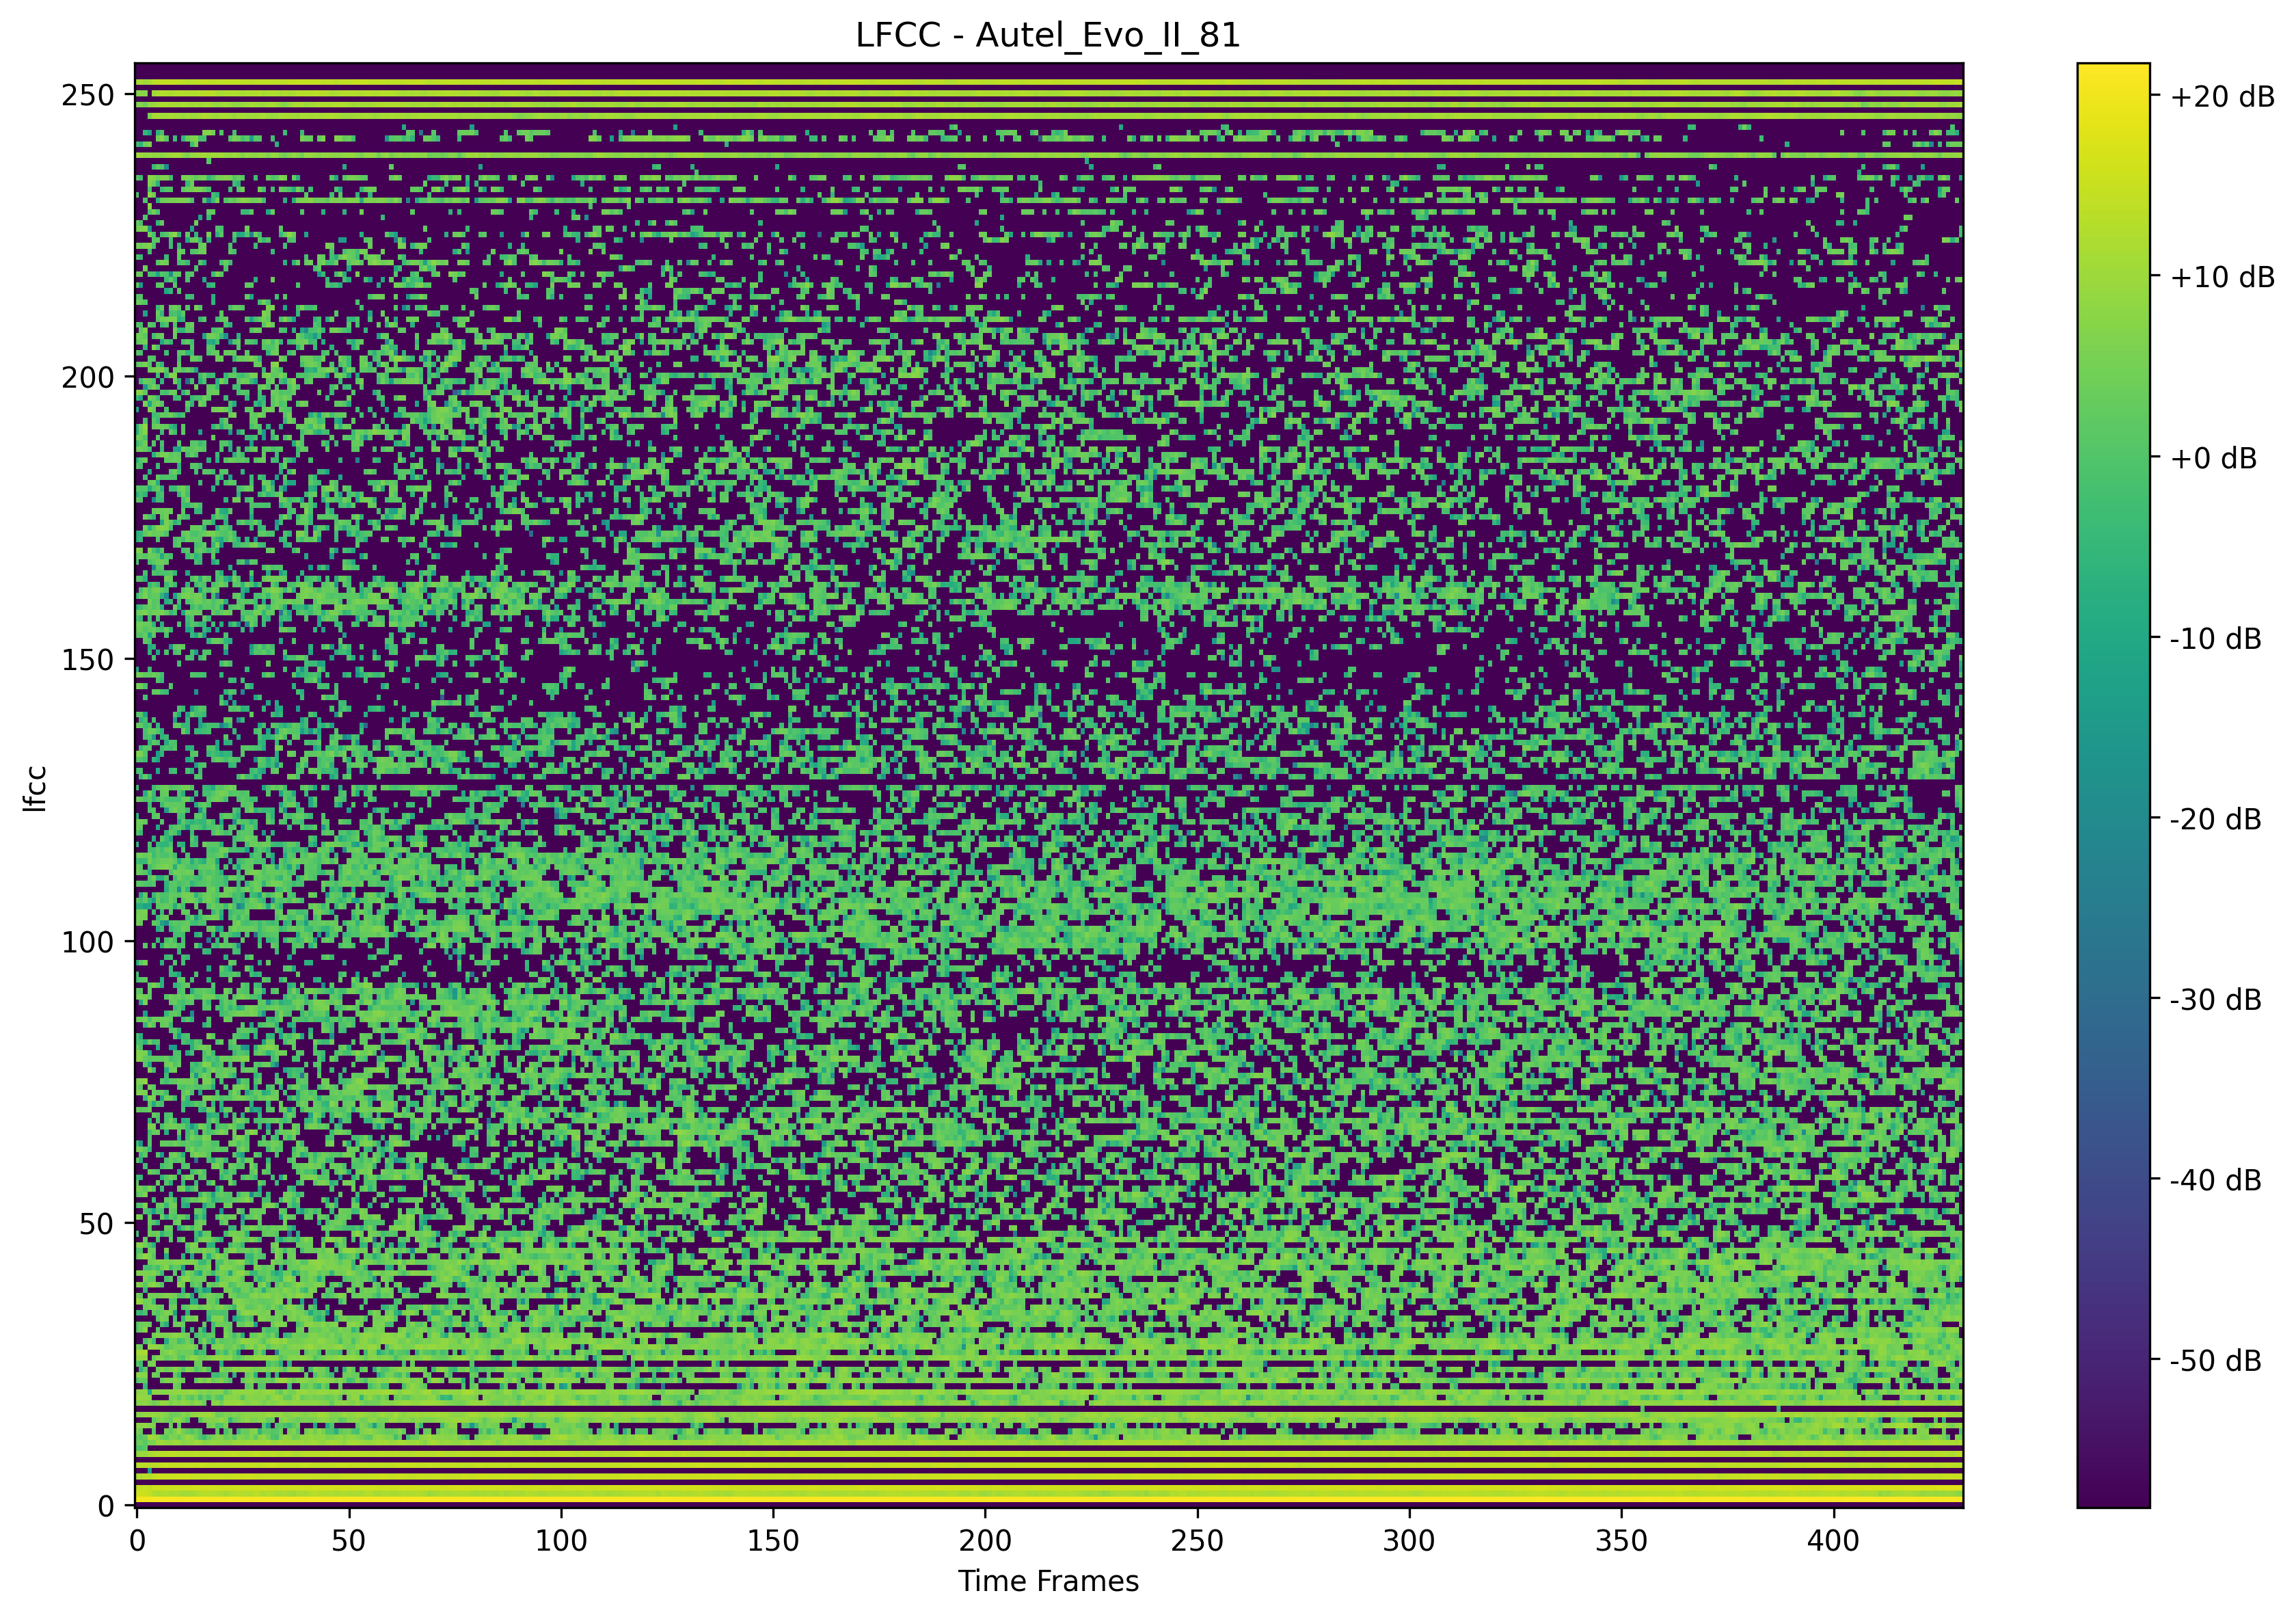 LFCC - Autel_Evo_II_81
250
200
150
100
50
0
lfcc
0 50 100 150 200 250 300 350 400
Time Frames
+20 dB
+10 dB
+0 dB
-10 dB
-20 dB
-30 dB
-40 dB
-50 dB